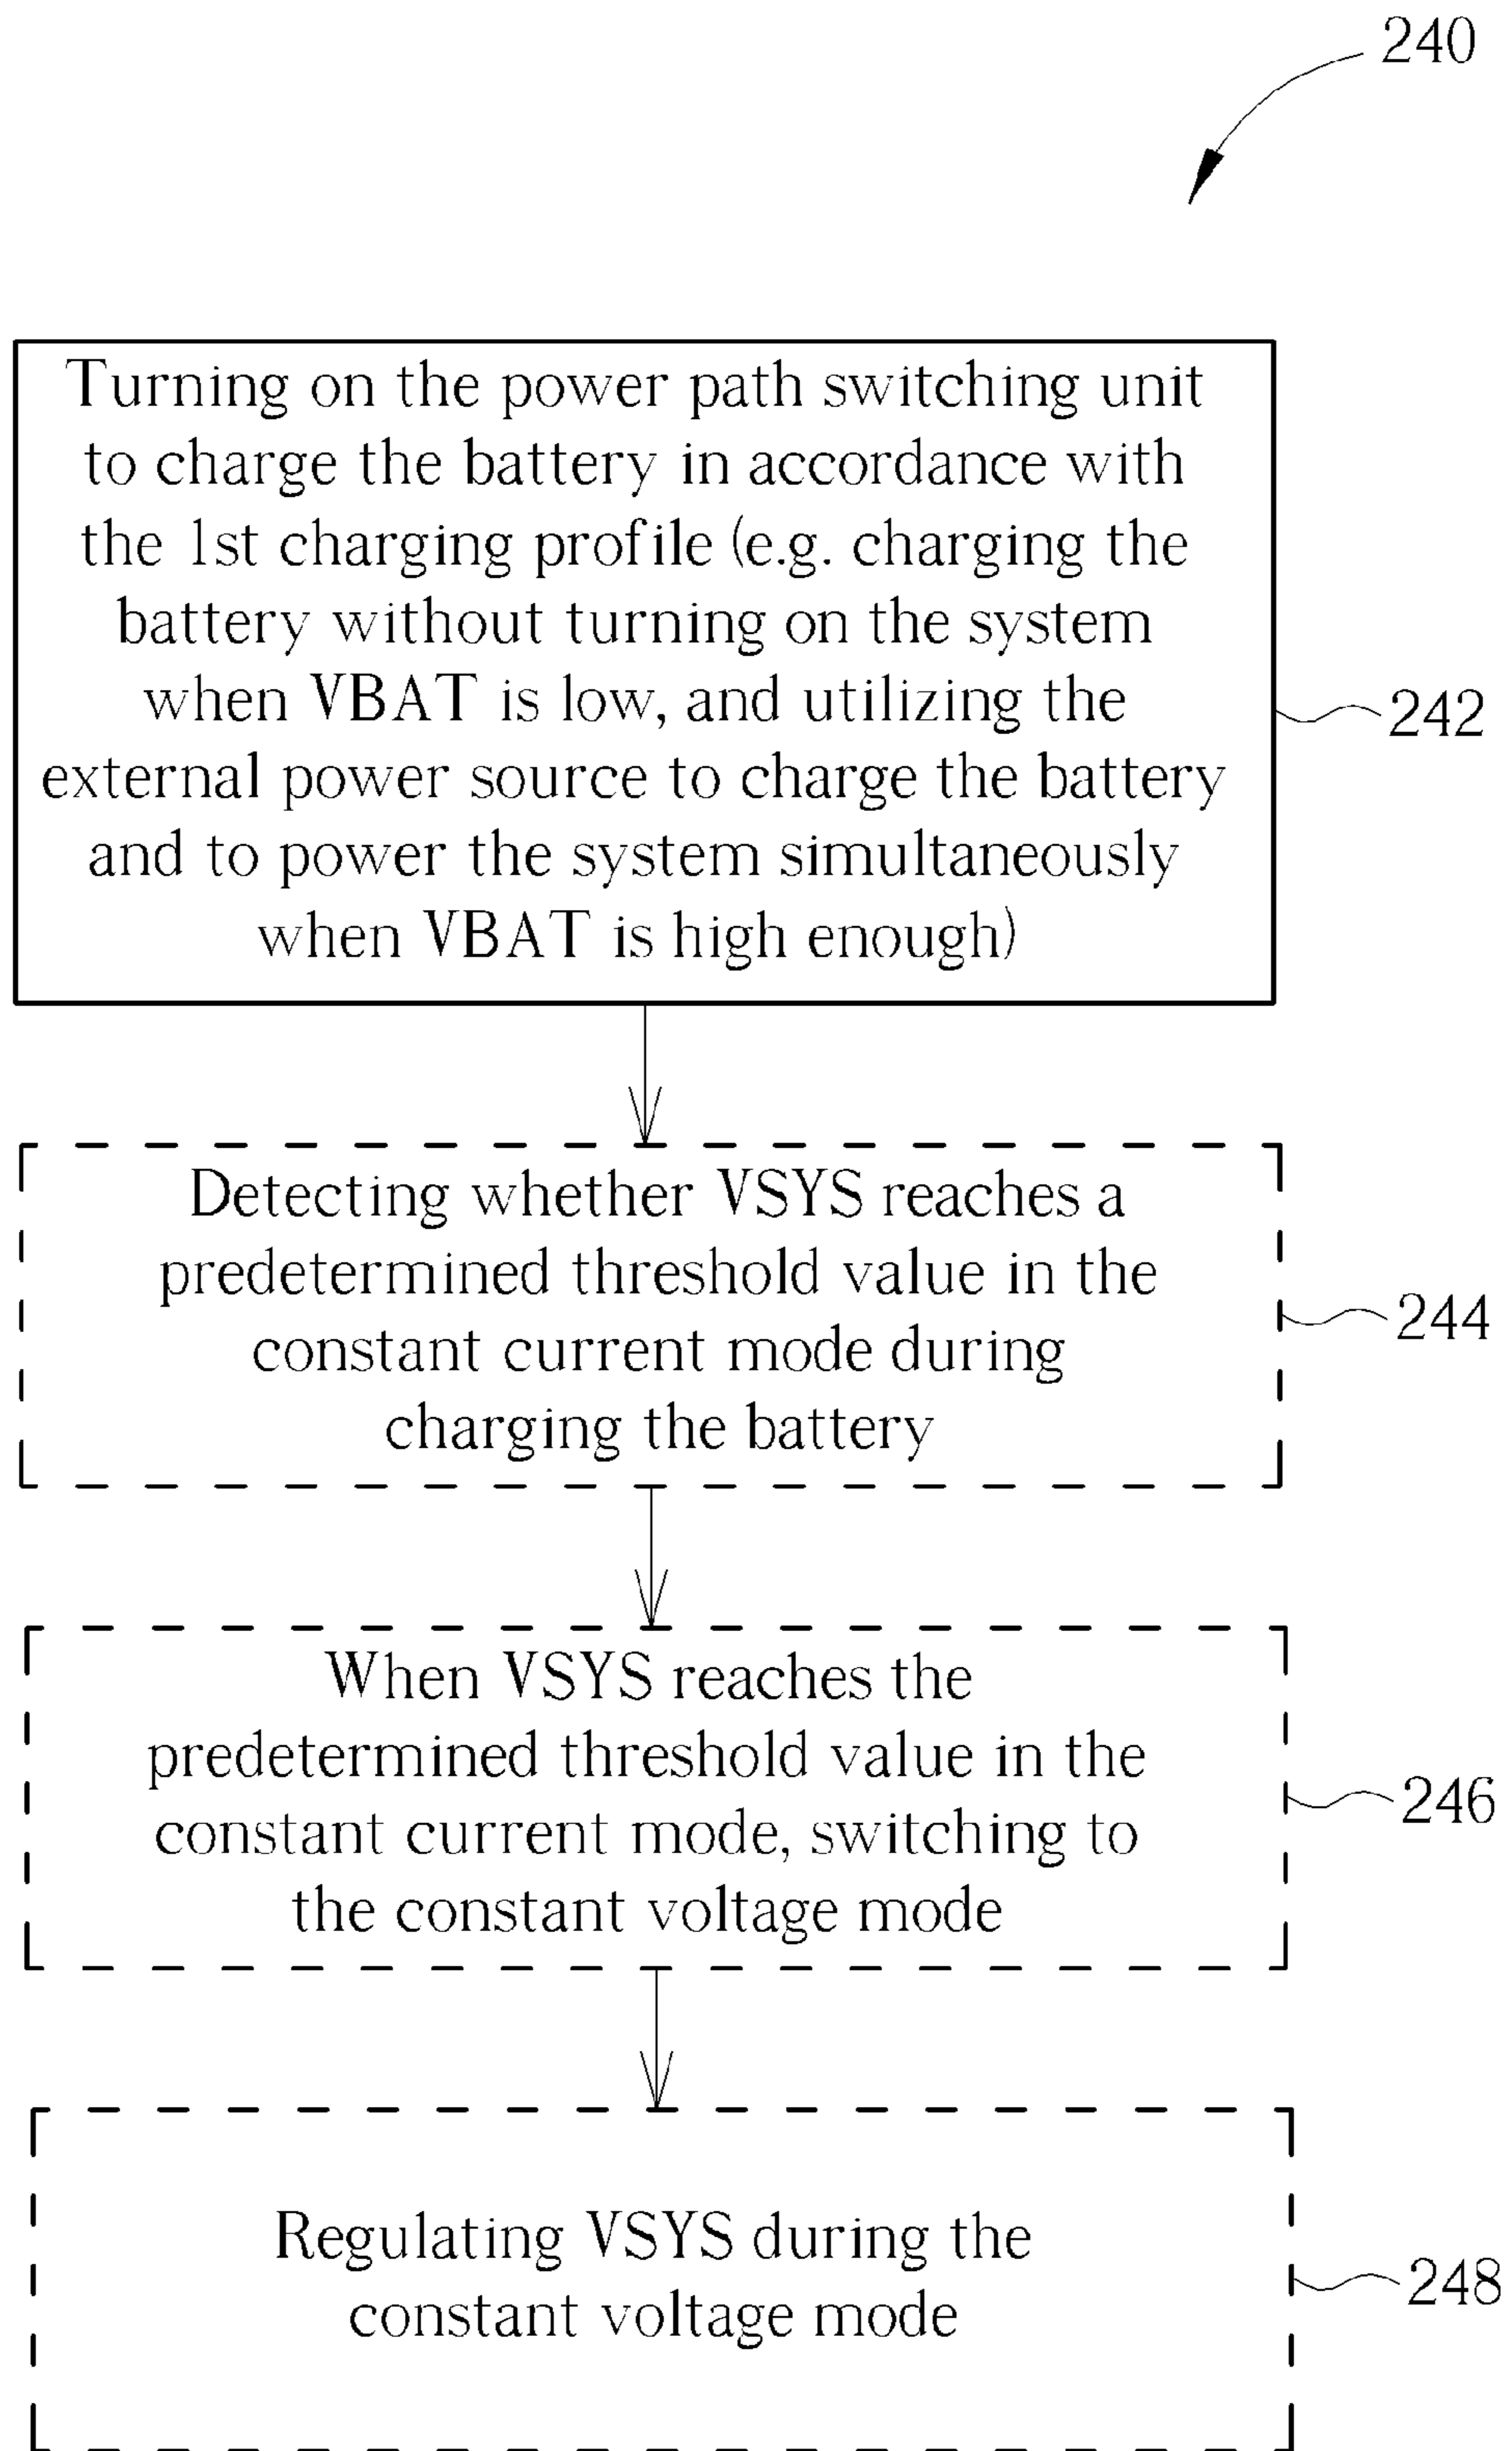 240
Turning on the power path switching unit
to charge the battery in accordance with
the 1st charging profile (e.g. charging the
battery without turning on the system
when VBAT is low, and utilizing the
external power source to charge the battery
and to power the system simultaneously
when VBAT is high enough)
242
Detecting whether VSYS reaches a
predetermined threshold value in the
constant current mode during
charging the battery
244
When VSYS reaches the
predetermined threshold value in the
constant current mode, switching to
the constant voltage mode
246
Regulating VSYS during the
constant voltage mode
248